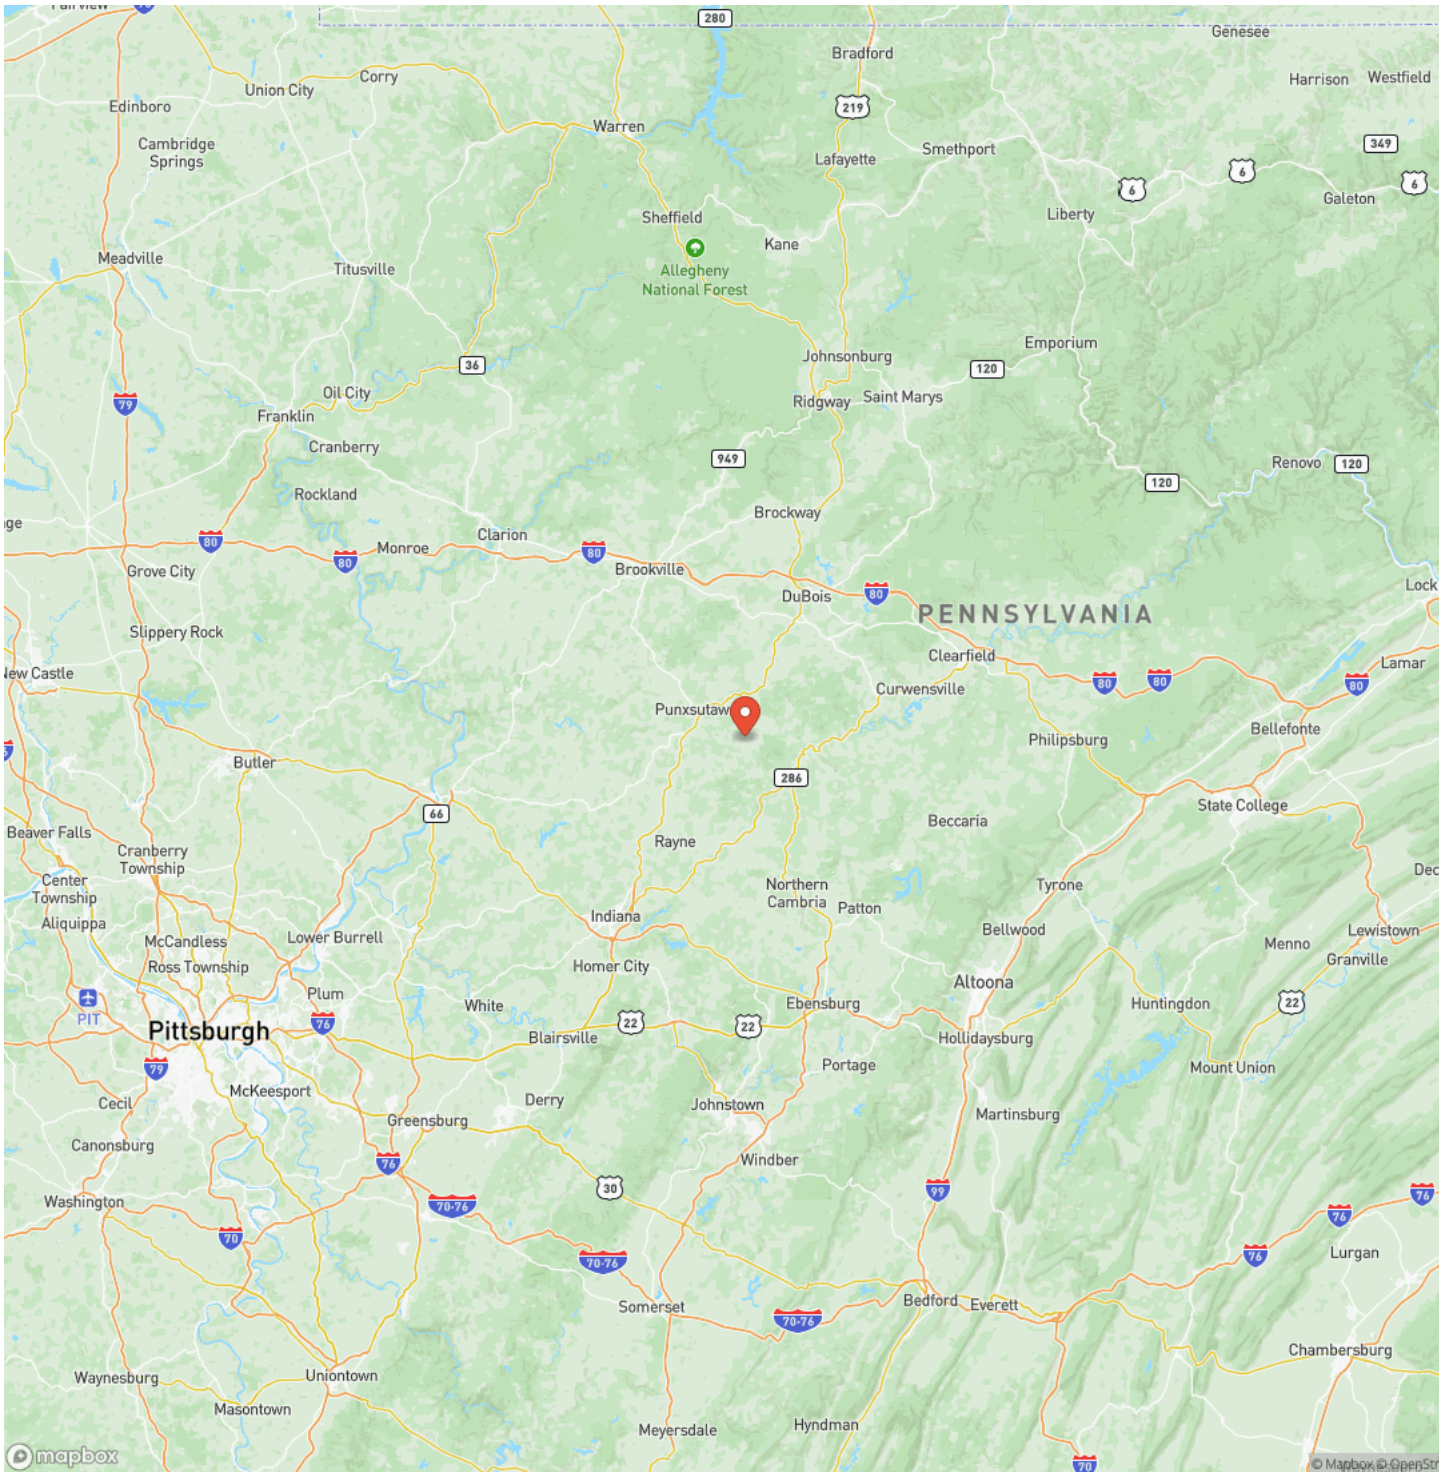 Fairview
280
Genesee
Bradford
Corry
Harrison
Westfield
Union City
Edinboro
219
Warren
Cambridge
Springs
349
Smethport
Lafayette
6
6
6
Galeton
Liberty
Sheffield
Kane
Meadville
Titusville
Allegheny
National Forest
Emporium
Johnsonburg
36
120
Oil City
Saint Marys
Ridgway
79
Franklin
Cranberry
949
Renovo
120
120
Rockland
Brockway
ge
Clarion
80
80
80
Monroe
Grove City
Brookville
DuBois
80
Lock
PENNSYLVANIA
Slippery Rock
Clearfield
Lamar
New Castle
80
80
80
Curwensville
Punxsutaw
Bellefonte
Philipsburg
Butler
286
State College
66
Beccaria
Beaver Falls
Rayne
Cranberry
Township
Dec
Center
Township
Northern
Cambria
Tyrone
Patton
Indiana
Aliquippa
Bellwood
Lewistown
Lower Burrell
McCandless
Menno
Granville
Ross Township
Homer City
Altoona
Plum
White
Ebensburg
Huntingdon
22
PIT
Pittsburgh
76
22
22
Blairsville
Hollidaysburg
79
Portage
Mount Union
McKeesport
Derry
Cecil
Johnstown
Martinsburg
Greensburg
Canonsburg
76
Windber
30
99
76
Washington
70-76
76
70
76
Lurgan
70-76
Bedford
Everett
Somerset
70-76
Chambersburg
Waynesburg
Uniontown
Masontown
Hyndman
Meyersdale
mapbox
70
© Mapbox © OpenStr